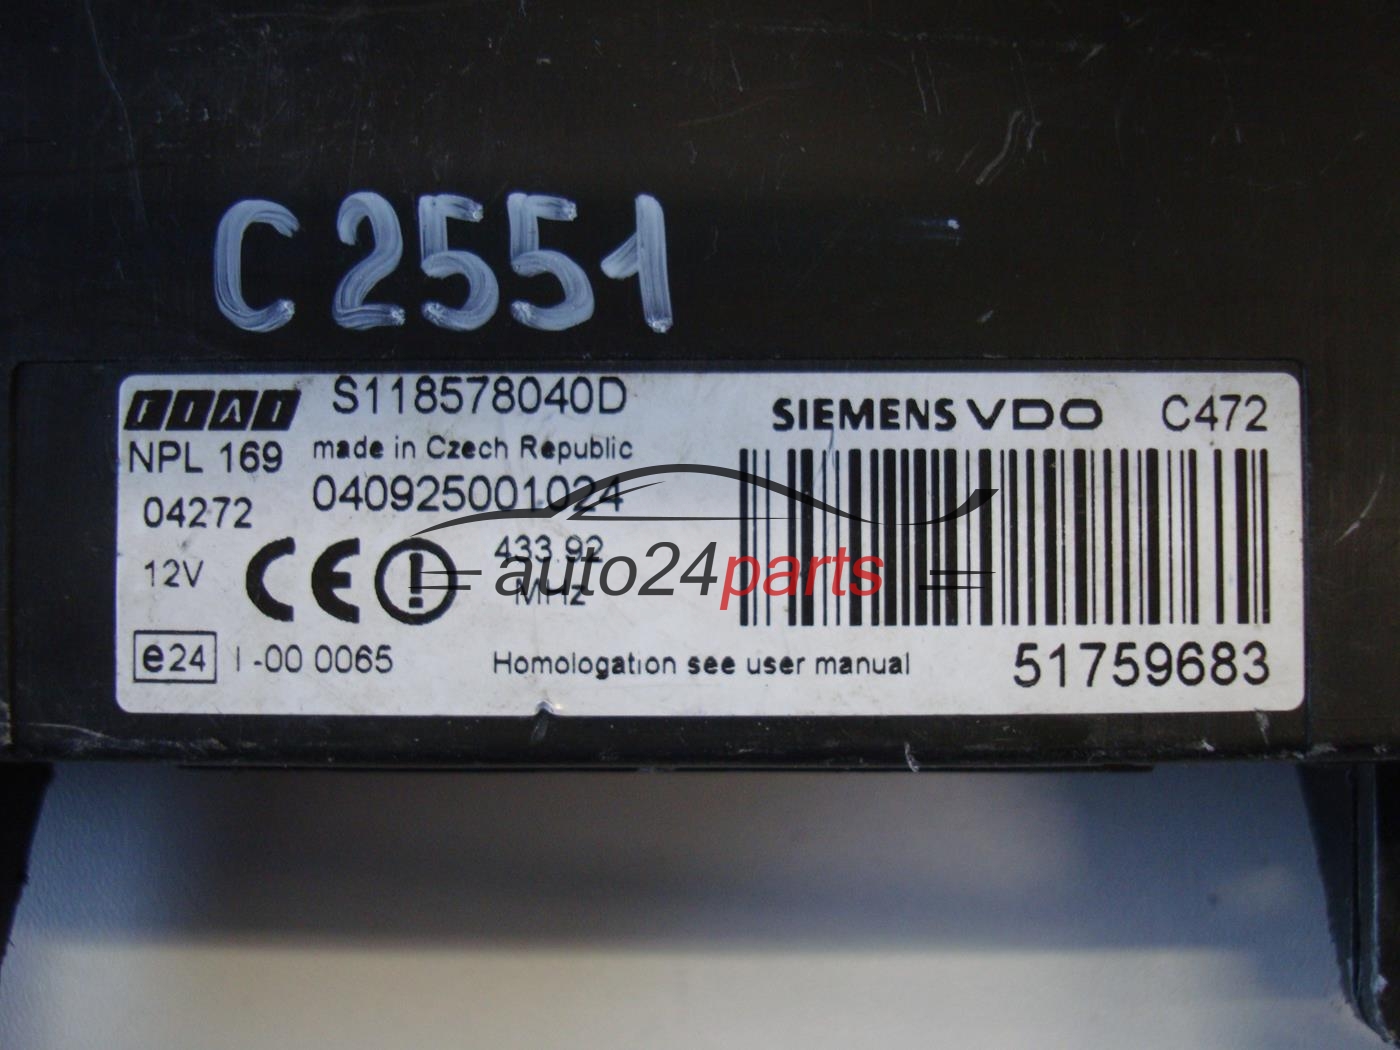 C2551
FIAT
S118578040D
SIEMENS VDO C472
NPL 169
made in Czech Republic
04272
040925001024
12V
CE
433.92
MHz
auto24parts
e24 I -00 0065
Homologation see user manual
51759683